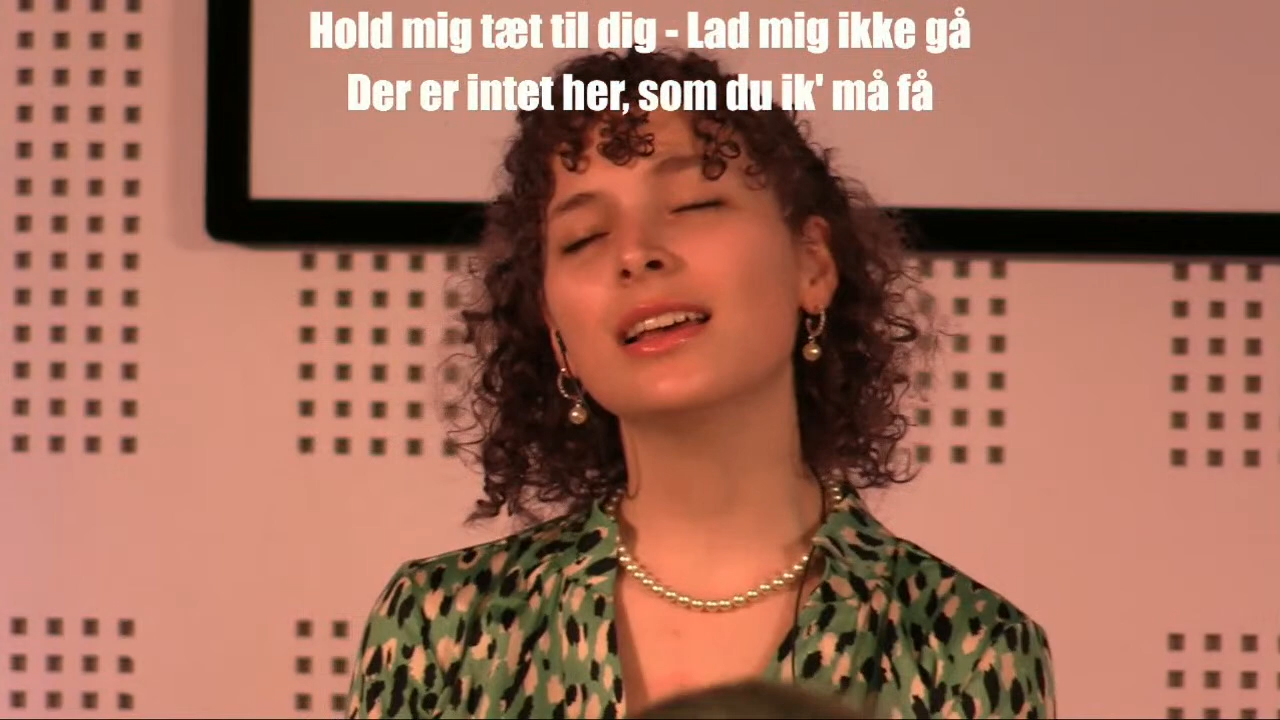 Hold mig tæt til dig - Lad mig ikke gå
Der er intet her, som du ik' må få